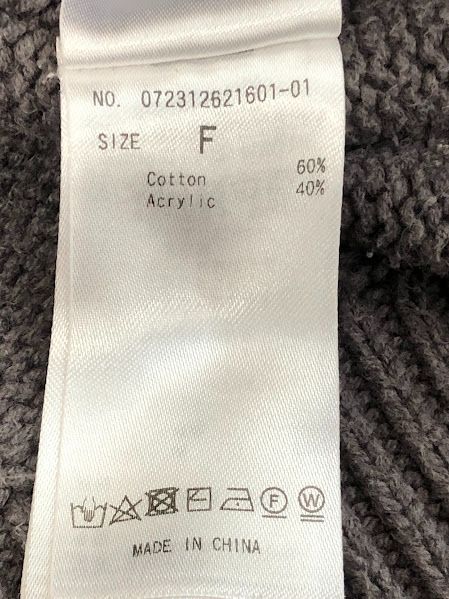 NO. 072312621601-01
SIZE F
Cotton 60%
Acrylic 40%
F W
MADE IN CHINA